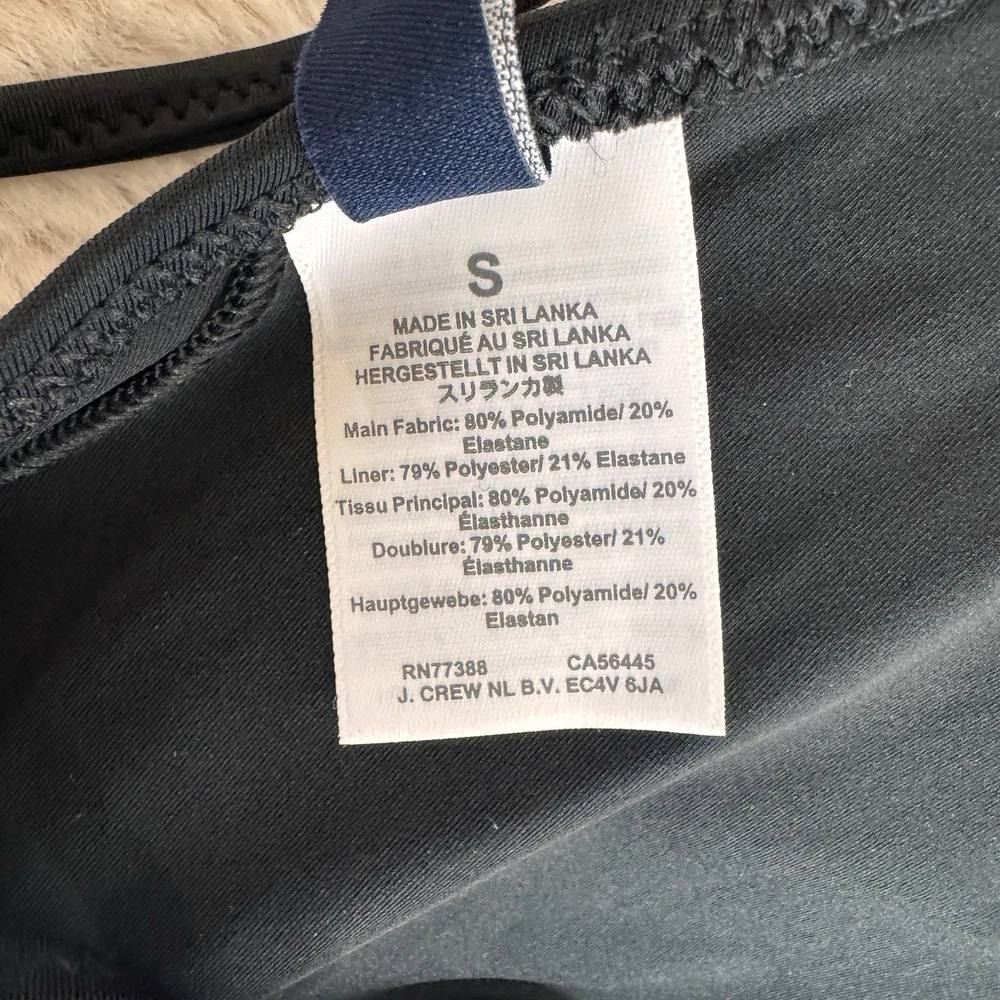 S
MADE IN SRI LANKA
FABRIQUÉ AU SRI LANKA
HERGESTELLT IN SRI LANKA
スリランカ製
Main Fabric: 80% Polyamide/ 20%
Elastane
Liner: 79% Polyester/ 21% Elastane
Tissu Principal: 80% Polyamide/ 20%
Élasthanne
Doublure: 79% Polyester/ 21%
Élasthanne
Hauptgewebe: 80% Polyamide/ 20%
Elastan
RN77388 CA56445
J. CREW NL B.V. EC4V 6JA